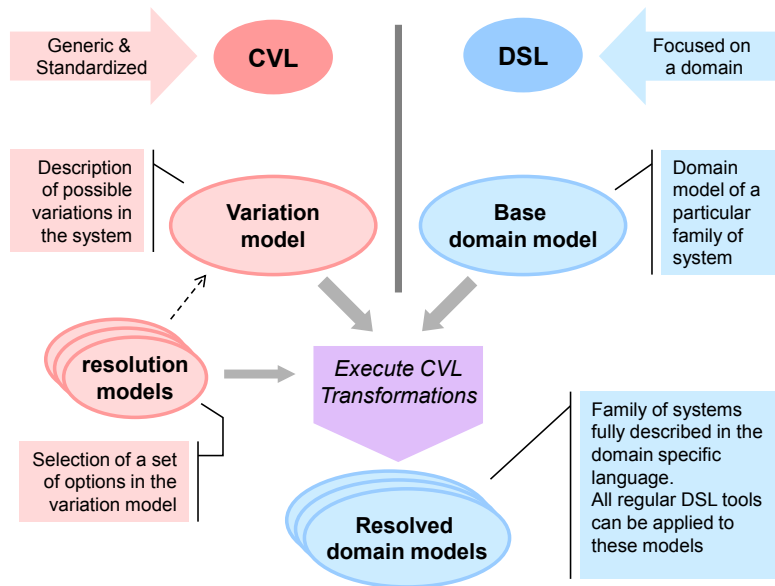 Generic &
Standardized
CVL
DSL
Focused on
a domain
Description
of possible
variations in
the system
Variation
model
Base
domain model
Domain
model of a
particular
family of
system
resolution
models
Execute CVL
Transformations
Selection of a set
of options in the
variation model
Family of systems
fully described in the
domain specific
language.
All regular DSL tools
can be applied to
these models
Resolved
domain models